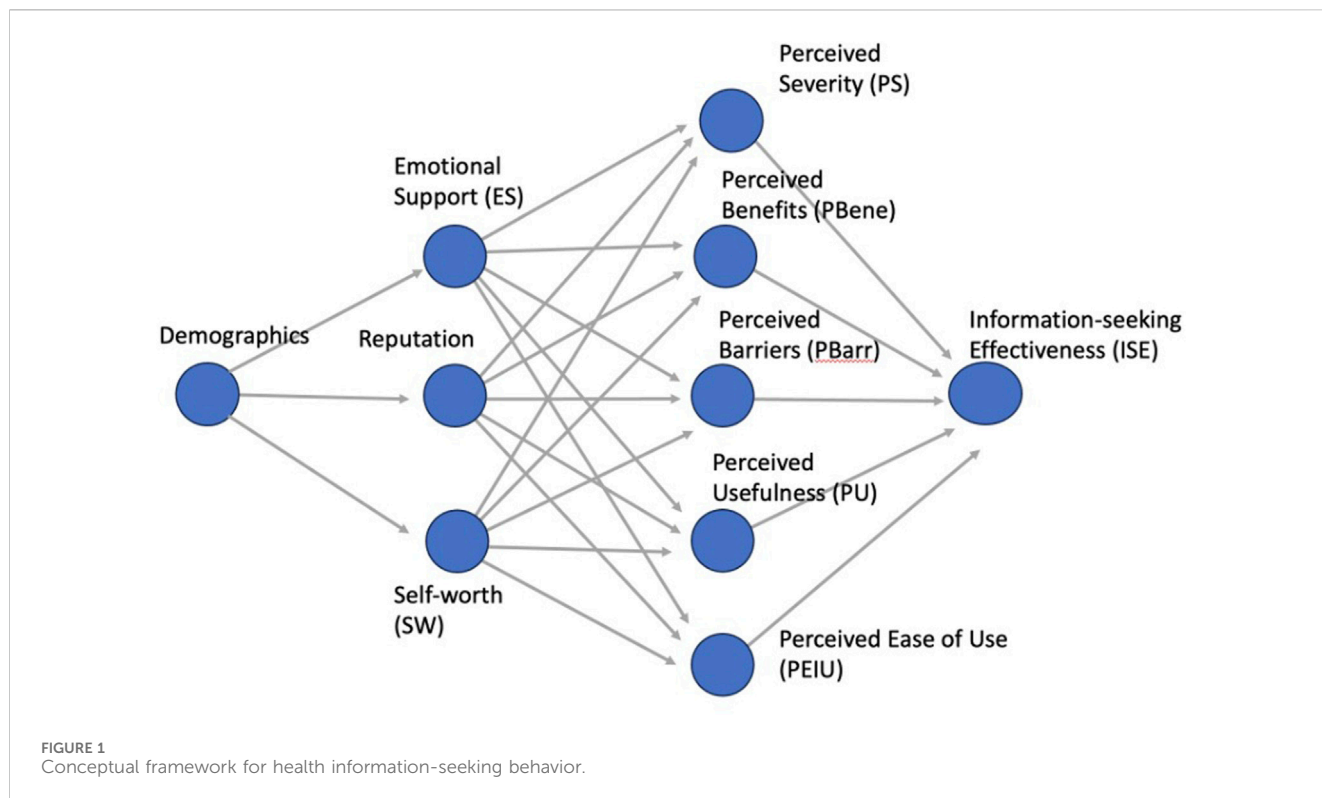 Perceived
Severity (PS)
Emotional
Support (ES)
Perceived
Benefits (PBene)
Demographics
Reputation
Perceived
Barriers (PBarr)
Information-seeking
Effectiveness (ISE)
Perceived
Usefulness (PU)
Self-worth
(SW)
Perceived Ease of Use
(PEIU)
FIGURE 1
Conceptual framework for health information-seeking behavior.